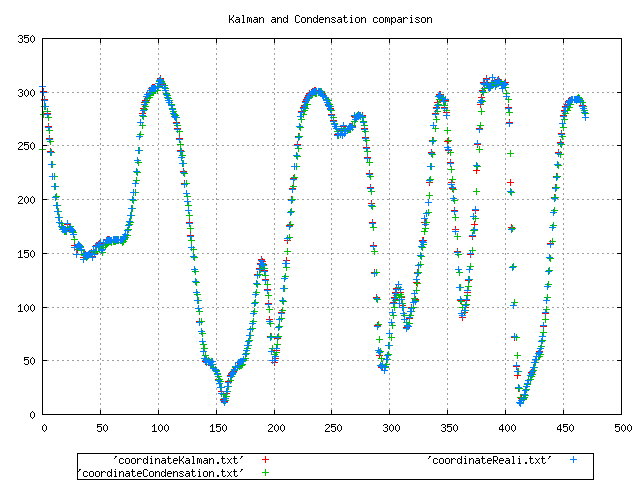 Kalman and Condensation comparison
350
300
250
200
150
100
50
0
0 50 100 150 200 250 300 350 400 450 500
'coordinateKalman.txt' 'coordinateReali.txt'
'coordinateCondensation.txt'